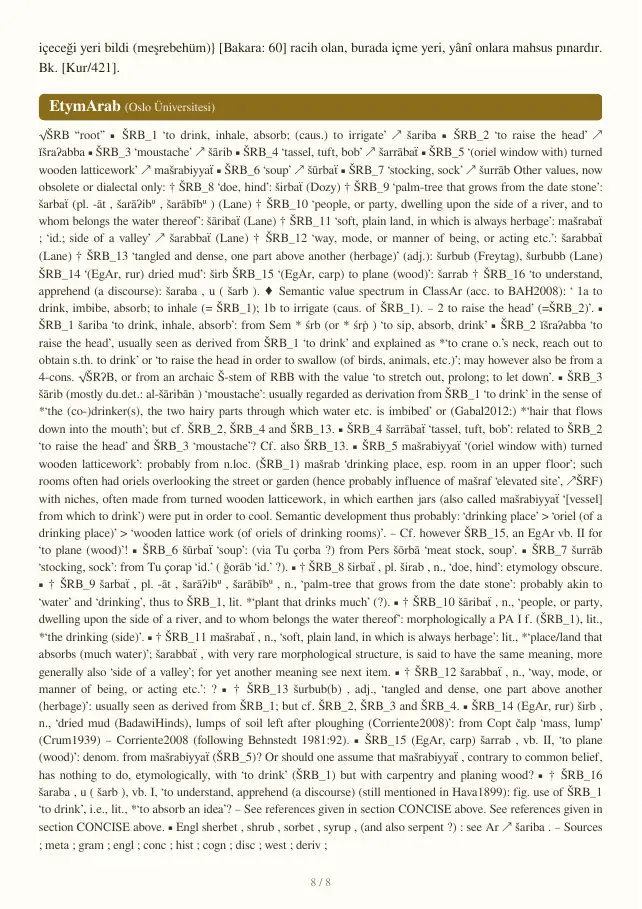 içeceği yeri bildi (meşrebehüm)} [Bakara: 60] racih olan, burada içme yeri, yânî onlara mahsus pınardır.
Bk. [Kur/421].
EtymArab (Oslo Üniversitesi)
√ŠRB “root” ▪ ŠRB_1 ‘to drink, inhale, absorb; (caus.) to irrigate’ ↗ šariba ▪ ŠRB_2 ‘to raise the head’ ↗
ĭšraʔabba ▪ ŠRB_3 ‘moustache’ ↗ šārib ▪ ŠRB_4 ‘tassel, tuft, bob’ ↗ šarrābaẗ ▪ ŠRB_5 ‘(oriel window with) turned
wooden latticework’ ↗ mašrabiyyaẗ ▪ ŠRB_6 ‘soup’ ↗ šūrbaẗ ▪ ŠRB_7 ‘stocking, sock’ ↗ šurrāb Other values, now
obsolete or dialectal only: † ŠRB_8 ‘doe, hind’: širbaẗ (Dozy) † ŠRB_9 ‘palm-tree that grows from the date stone’:
šarbaẗ (pl. -āt , šarāʔibᵘ , šarābībᵘ ) (Lane) † ŠRB_10 ‘people, or party, dwelling upon the side of a river, and to
whom belongs the water thereof’: šāribaẗ (Lane) † ŠRB_11 ‘soft, plain land, in which is always herbage’: mašrabaẗ
; ‘id.; side of a valley’ ↗ šarabbaẗ (Lane) † ŠRB_12 ‘way, mode, or manner of being, or acting etc.’: šarabbaẗ
(Lane) † ŠRB_13 ‘tangled and dense, one part above another (herbage)’ (adj.): šurbub (Freytag), šurbubb (Lane)
ŠRB_14 ‘(EgAr, rur) dried mud’: širb ŠRB_15 ‘(EgAr, carp) to plane (wood)’: šarrab † ŠRB_16 ‘to understand,
apprehend (a discourse): šaraba , u ( šarb ). ♦ Semantic value spectrum in ClassAr (acc. to BAH2008): ‘ 1a to
drink, imbibe, absorb; to inhale (= ŠRB_1); 1b to irrigate (caus. of ŠRB_1). – 2 to raise the head’ (=ŠRB_2)’. ▪
ŠRB_1 šariba ‘to drink, inhale, absorb’: from Sem * śrb (or * śrṗ ) ‘to sip, absorb, drink’ ▪ ŠRB_2 ĭšraʔabba ‘to
raise the head’, usually seen as derived from ŠRB_1 ‘to drink’ and explained as *‘to crane o.’s neck, reach out to
obtain s.th. to drink’ or ‘to raise the head in order to swallow (of birds, animals, etc.)’; may however also be from a
4-cons. √ŠRʔB, or from an archaic Š-stem of RBB with the value ‘to stretch out, prolong; to let down’. ▪ ŠRB_3
šārib (mostly du.det.: al-šāribān ) ‘moustache’: usually regarded as derivation from ŠRB_1 ‘to drink’ in the sense of
*‘the (co-)drinker(s), the two hairy parts through which water etc. is imbibed’ or (Gabal2012:) *‘hair that flows
down into the mouth’; but cf. ŠRB_2, ŠRB_4 and ŠRB_13. ▪ ŠRB_4 šarrābaẗ ‘tassel, tuft, bob’: related to ŠRB_2
‘to raise the head’ and ŠRB_3 ‘moustache’? Cf. also ŠRB_13. ▪ ŠRB_5 mašrabiyyaẗ ‘(oriel window with) turned
wooden latticework’: probably from n.loc. (ŠRB_1) mašrab ‘drinking place, esp. room in an upper floor’; such
rooms often had oriels overlooking the street or garden (hence probably influence of mašraf ‘elevated site’, ↗ŠRF)
with niches, often made from turned wooden latticework, in which earthen jars (also called mašrabiyyaẗ ‘[vessel]
from which to drink’) were put in order to cool. Semantic development thus probably: ‘drinking place’ > ‘oriel (of a
drinking place)’ > ‘wooden lattice work (of oriels of drinking rooms)’. – Cf. however ŠRB_15, an EgAr vb. II for
‘to plane (wood)’! ▪ ŠRB_6 šūrbaẗ ‘soup’: (via Tu çorba ?) from Pers šōrbā ‘meat stock, soup’. ▪ ŠRB_7 šurrāb
‘stocking, sock’: from Tu çorap ‘id.’ ( ǧorāb ‘id.’ ?). ▪ † ŠRB_8 širbaẗ , pl. širab , n., ‘doe, hind’: etymology obscure.
▪ † ŠRB_9 šarbaẗ , pl. -āt , šarāʔibᵘ , šarābībᵘ , n., ‘palm-tree that grows from the date stone’: probably akin to
‘water’ and ‘drinking’, thus to ŠRB_1, lit. *‘plant that drinks much’ (?). ▪ † ŠRB_10 šāribaẗ , n., ‘people, or party,
dwelling upon the side of a river, and to whom belongs the water thereof’: morphologically a PA I f. (ŠRB_1), lit.,
*‘the drinking (side)’. ▪ † ŠRB_11 mašrabaẗ , n., ‘soft, plain land, in which is always herbage’: lit., *‘place/land that
absorbs (much water)’; šarabbaẗ , with very rare morphological structure, is said to have the same meaning, more
generally also ‘side of a valley’; for yet another meaning see next item. ▪ † ŠRB_12 šarabbaẗ , n., ‘way, mode, or
manner of being, or acting etc.’: ? ▪ † ŠRB_13 šurbub(b) , adj., ‘tangled and dense, one part above another
(herbage)’: usually seen as derived from ŠRB_1; but cf. ŠRB_2, ŠRB_3 and ŠRB_4. ▪ ŠRB_14 (EgAr, rur) širb ,
n., ‘dried mud (BadawiHinds), lumps of soil left after ploughing (Corriente2008)’: from Copt čalp ‘mass, lump’
(Crum1939) – Corriente2008 (following Behnstedt 1981:92). ▪ ŠRB_15 (EgAr, carp) šarrab , vb. II, ‘to plane
(wood)’: denom. from mašrabiyyaẗ (ŠRB_5)? Or should one assume that mašrabiyyaẗ , contrary to common belief,
has nothing to do, etymologically, with ‘to drink’ (ŠRB_1) but with carpentry and planing wood? ▪ † ŠRB_16
šaraba , u ( šarb ), vb. I, ‘to understand, apprehend (a discourse) (still mentioned in Hava1899): fig. use of ŠRB_1
‘to drink’, i.e., lit., *‘to absorb an idea’? – See references given in section CONCISE above. See references given in
section CONCISE above. ▪ Engl sherbet , shrub , sorbet , syrup , (and also serpent ?) : see Ar ↗ šariba . – Sources
; meta ; gram ; engl ; conc ; hist ; cogn ; disc ; west ; deriv ;
8 / 8